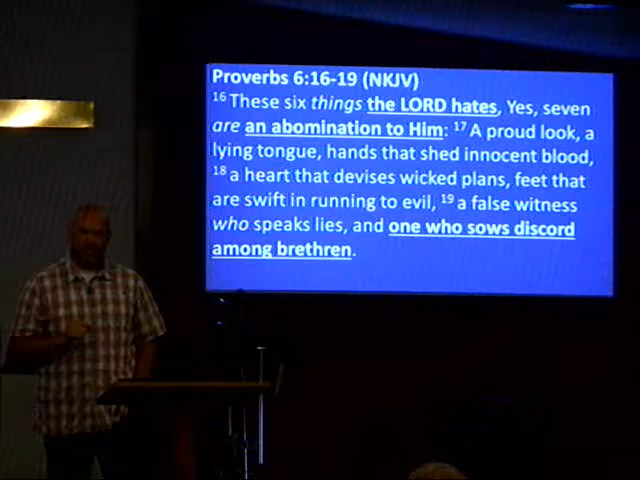 Proverbs 6:16-19 (NKJV)
16 These six things the LORD hates, Yes, seven
are an abomination to Him: 17 A proud look, a
lying tongue, hands that shed innocent blood,
18 a heart that devises wicked plans, feet that
are swift in running to evil, 19 a false witness
who speaks lies, and one who sows discord
among brethren.